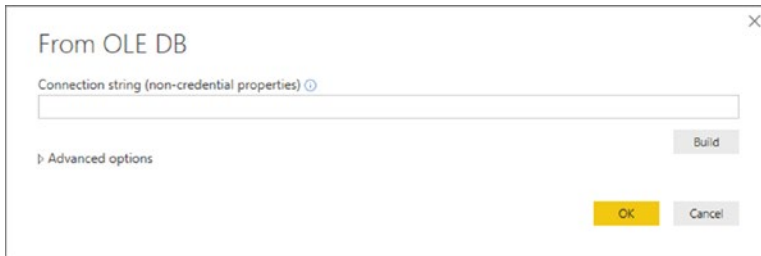 From OLE DB
Connection string (non-credential properties)
Build
Advanced options
OK Cancel